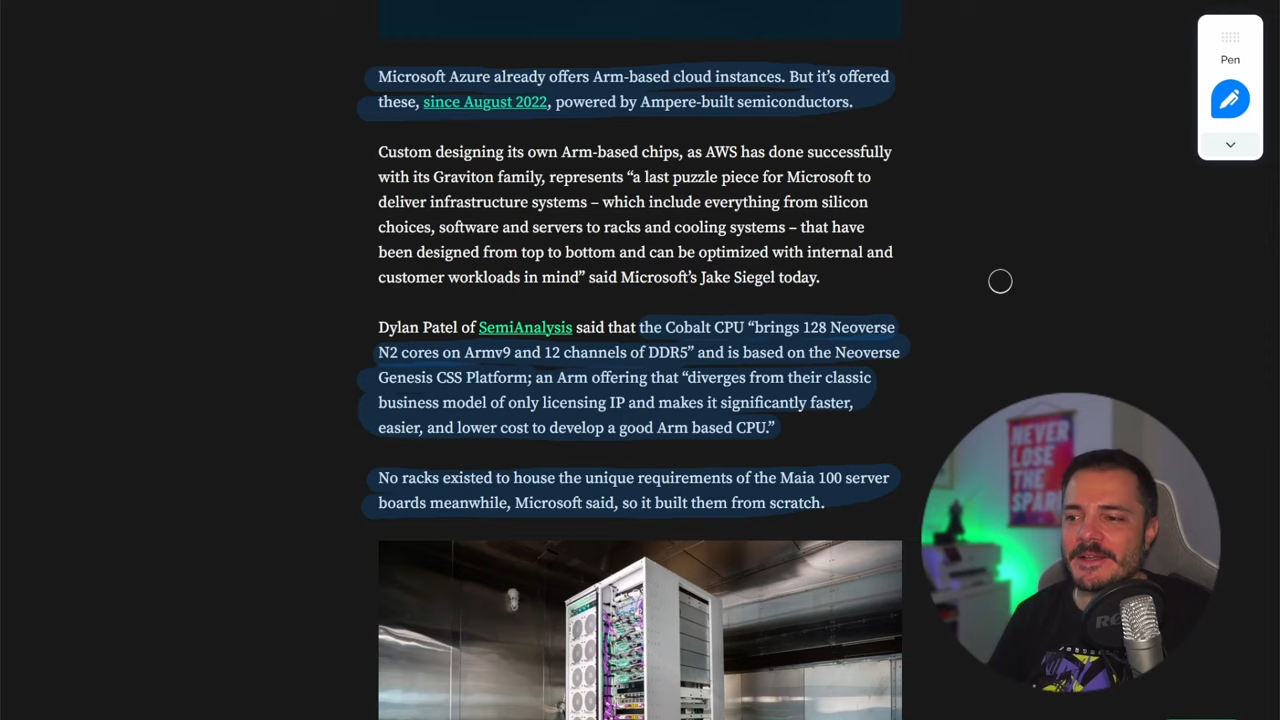 Microsoft Azure already offers Arm-based cloud instances. But it’s offered
these, since August 2022, powered by Ampere-built semiconductors.
Custom designing its own Arm-based chips, as AWS has done successfully
with its Graviton family, represents “a last puzzle piece for Microsoft to
deliver infrastructure systems – which include everything from silicon
choices, software and servers to racks and cooling systems – that have
been designed from top to bottom and can be optimized with internal and
customer workloads in mind” said Microsoft’s Jake Siegel today.
Dylan Patel of SemiAnalysis said that the Cobalt CPU “brings 128 Neoverse
N2 cores on Armv9 and 12 channels of DDR5” and is based on the Neoverse
Genesis CSS Platform; an Arm offering that “diverges from their classic
business model of only licensing IP and makes it significantly faster,
easier, and lower cost to develop a good Arm based CPU.”
No racks existed to house the unique requirements of the Maia 100 server
boards meanwhile, Microsoft said, so it built them from scratch.
Pen
NEVER
LOSE
THE
SPAR